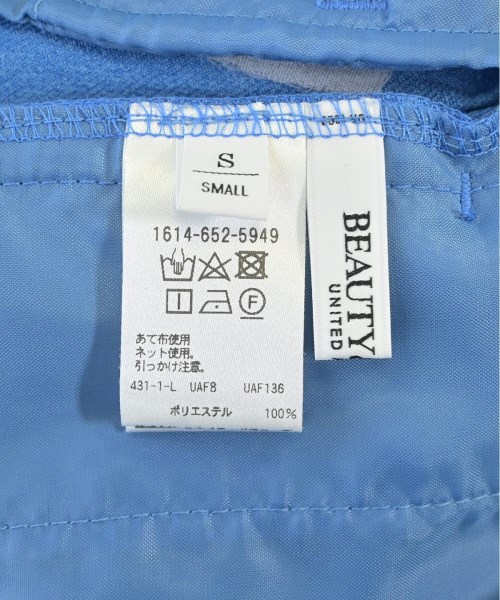 S
SMALL
1614-652-5949
あて布使用
ネット使用。
引っかけ注意。
431-1-L UAF8 UAF136
ポリエステル 100%
BEAUTY
UNITED